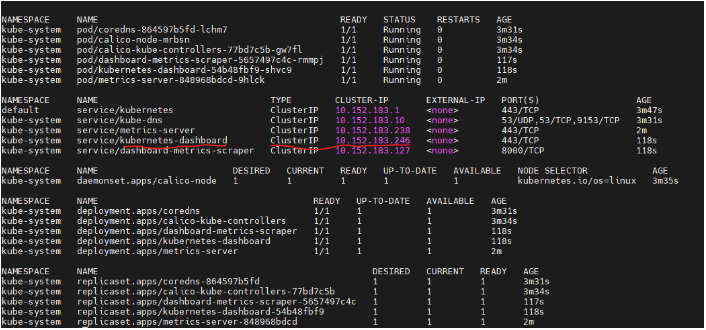 NAMESPACE NAME READY STATUS RESTARTS AGE
kube-system pod/coredns-864597b5fd-lchm7 1/1 Running 0 3m31s
kube-system pod/calico-node-mrbsn 1/1 Running 0 3m34s
kube-system pod/calico-kube-controllers-77bd7c5b-gw7fl 1/1 Running 0 3m34s
kube-system pod/dashboard-metrics-scraper-5657497c4c-rmmpj 1/1 Running 0 117s
kube-system pod/kubernetes-dashboard-54b48fbf9-shvc9 1/1 Running 0 118s
kube-system pod/metrics-server-848968bdcd-9hlck 1/1 Running 0 2m
NAMESPACE NAME TYPE CLUSTER-IP EXTERNAL-IP PORT(S) AGE
default service/kubernetes ClusterIP 10.152.183.1 <none> 443/TCP 3m47s
kube-system service/kube-dns ClusterIP 10.152.183.10 <none> 53/UDP,53/TCP,9153/TCP 3m31s
kube-system service/metrics-server ClusterIP 10.152.183.238 <none> 443/TCP 2m
kube-system service/kubernetes-dashboard ClusterIP 10.152.183.246 <none> 443/TCP 118s
kube-system service/dashboard-metrics-scraper ClusterIP 10.152.183.127 <none> 8000/TCP 118s
NAMESPACE NAME DESIRED CURRENT READY UP-TO-DATE AVAILABLE NODE SELECTOR AGE
kube-system daemonset.apps/calico-node 1 1 1 1 1 kubernetes.io/os=linux 3m35s
NAMESPACE NAME READY UP-TO-DATE AVAILABLE AGE
kube-system deployment.apps/coredns 1/1 1 1 3m31s
kube-system deployment.apps/calico-kube-controllers 1/1 1 1 3m34s
kube-system deployment.apps/dashboard-metrics-scraper 1/1 1 1 118s
kube-system deployment.apps/kubernetes-dashboard 1/1 1 1 118s
kube-system deployment.apps/metrics-server 1/1 1 1 2m
NAMESPACE NAME DESIRED CURRENT READY AGE
kube-system replicaset.apps/coredns-864597b5fd 1 1 1 3m31s
kube-system replicaset.apps/calico-kube-controllers-77bd7c5b 1 1 1 3m34s
kube-system replicaset.apps/dashboard-metrics-scraper-5657497c4c 1 1 1 117s
kube-system replicaset.apps/kubernetes-dashboard-54b48fbf9 1 1 1 118s
kube-system replicaset.apps/metrics-server-848968bdcd 1 1 1 2m